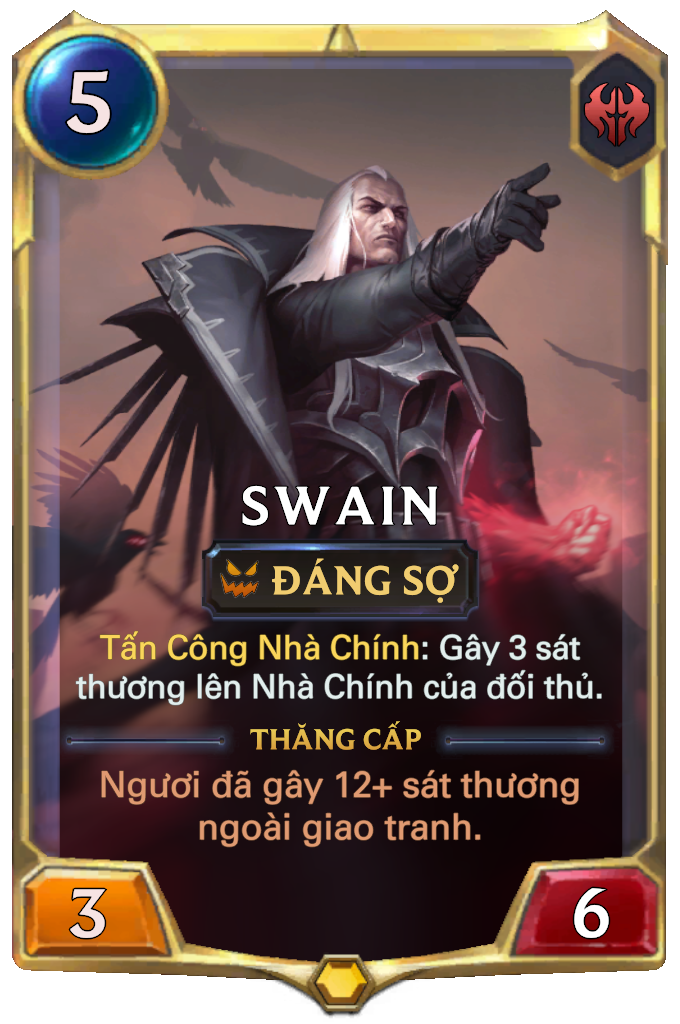 5
SWAIN
ĐÁNG SỢ
Tấn Công Nhà Chính: Gây 3 sát
thương lên Nhà Chính của đối thủ.
THĂNG CẤP
Ngươi đã gây 12+ sát thương
ngoài giao tranh.
3
6